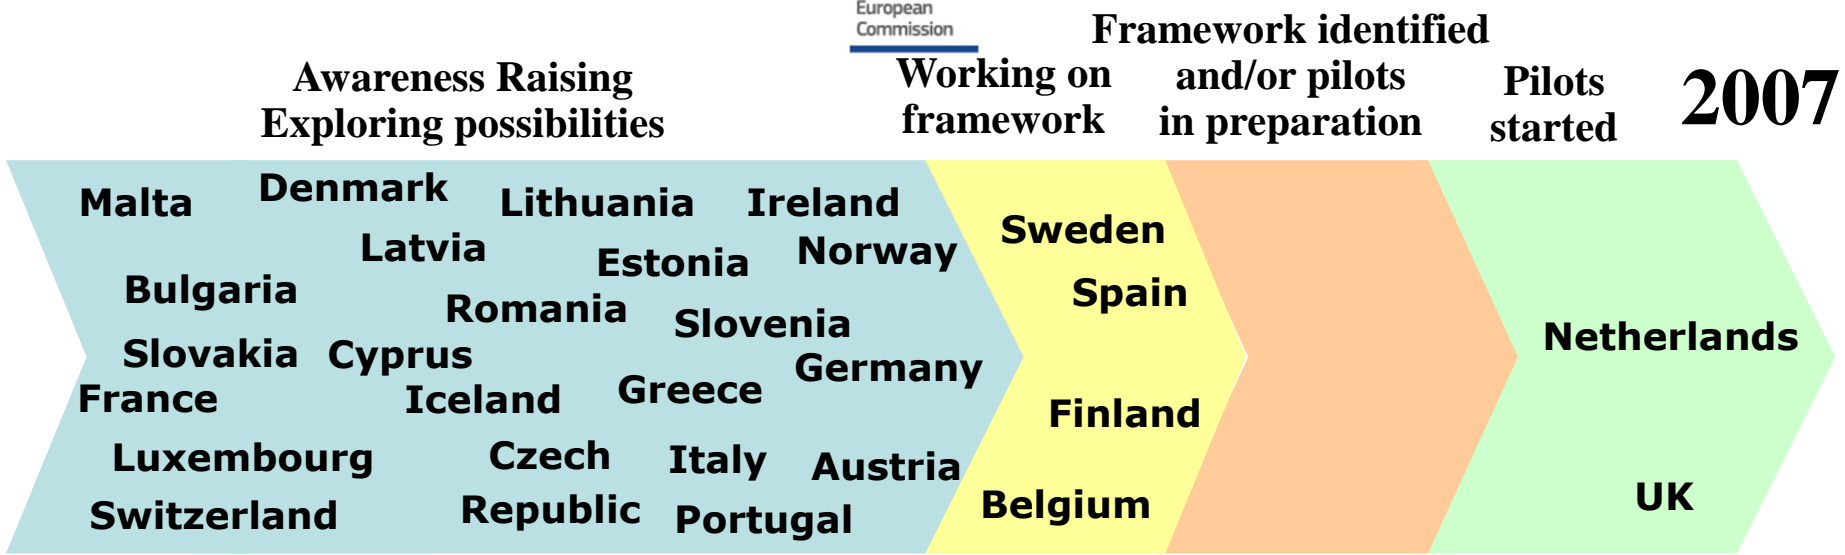 European
Commission
Awareness Raising
Exploring possibilities
Working on
framework
Framework identified
and/or pilots
in preparation
Pilots
started
2007
Malta
Denmark
Lithuania
Ireland
Latvia
Estonia
Norway
Bulgaria
Romania
Slovenia
Slovakia
Cyprus
Germany
France
Iceland
Greece
Luxembourg
Czech
Republic
Italy
Austria
Switzerland
Portugal
Sweden
Spain
Finland
Belgium
Netherlands
UK